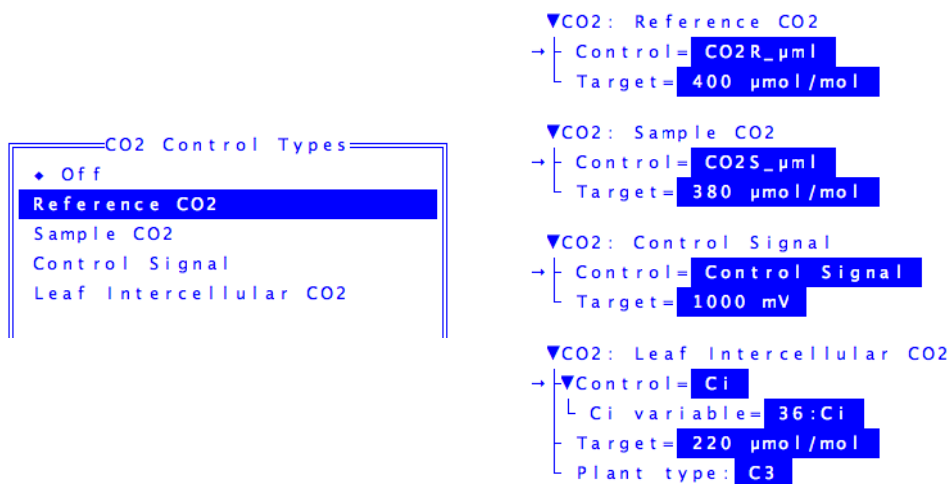 CO2 Control Types
◆ Off
Reference CO2
Sample CO2
Control Signal
Leaf Intercellular CO2
▼CO2: Reference CO2
→ Control= CO2R_µml
Target= 400 µmol/mol
▼CO2: Sample CO2
→ Control= CO2S_µml
Target= 380 µmol/mol
▼CO2: Control Signal
→ Control= Control Signal
Target= 1000 mV
▼CO2: Leaf Intercellular CO2
→ ▼Control= Ci
Ci variable= 36:Ci
Target= 220 µmol/mol
Plant type: C3